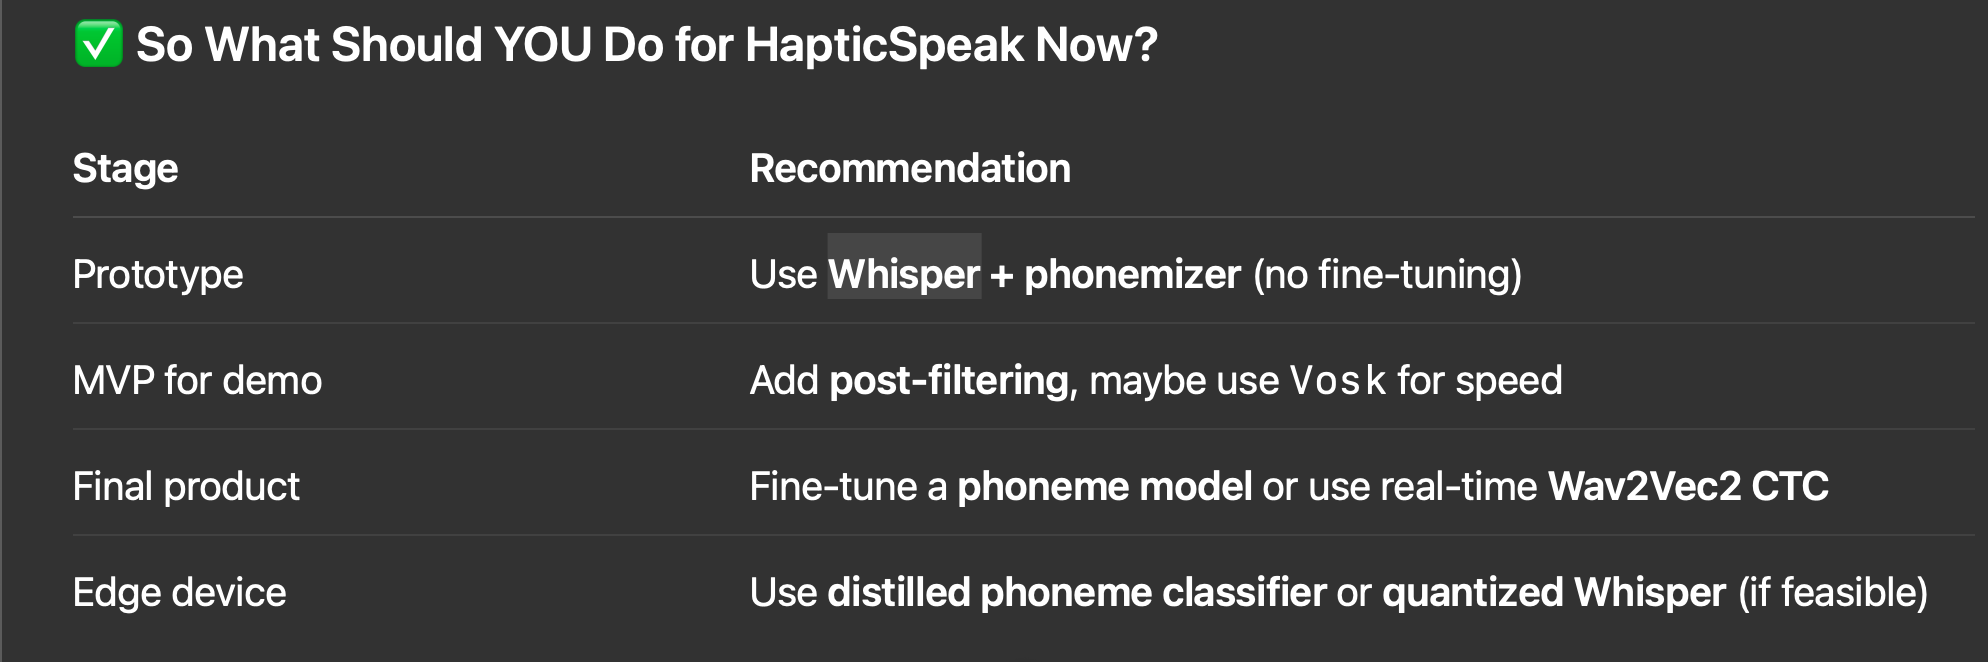 ✅ So What Should YOU Do for HapticSpeak Now?
Stage Recommendation
Prototype Use Whisper + phonemizer (no fine-tuning)
MVP for demo Add post-filtering, maybe use Vosk for speed
Final product Fine-tune a phoneme model or use real-time Wav2Vec2 CTC
Edge device Use distilled phoneme classifier or quantized Whisper (if feasible)